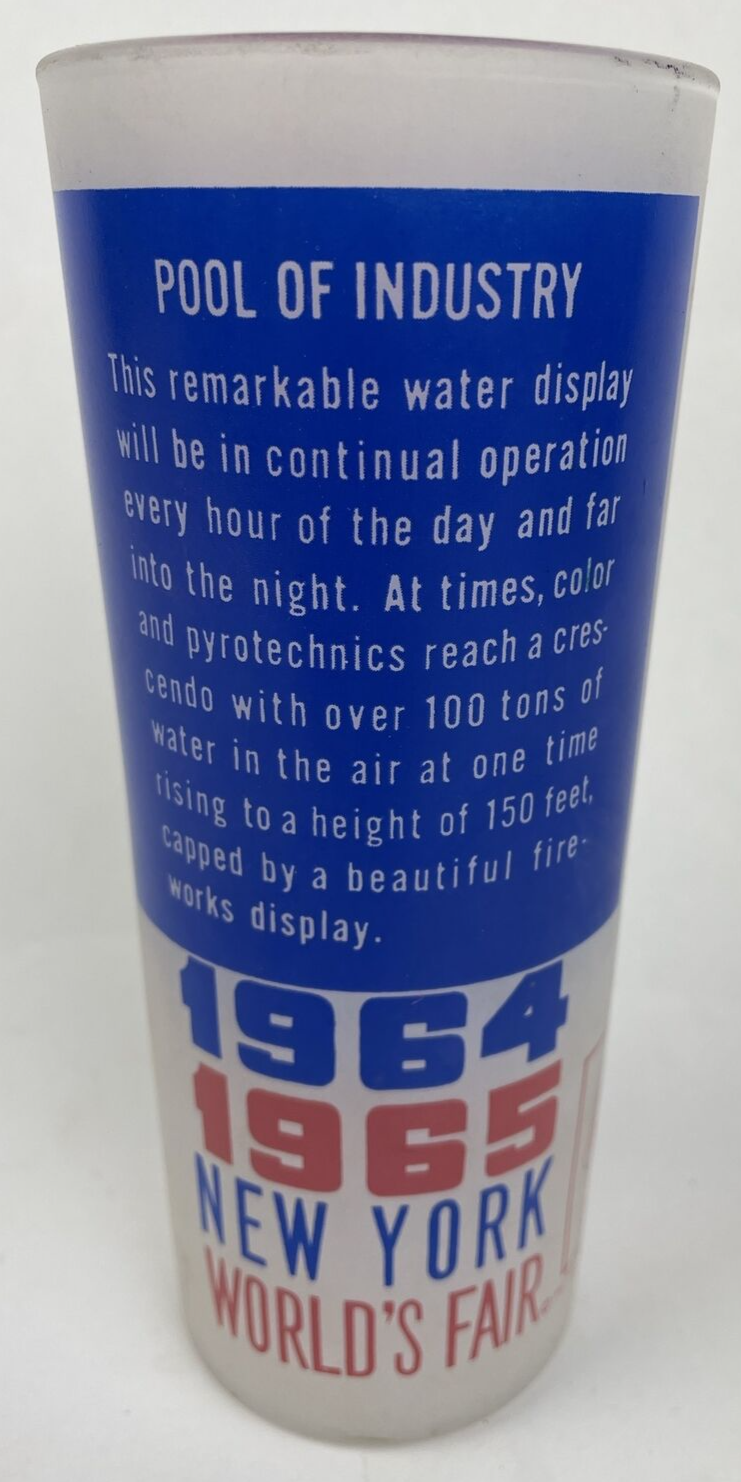 POOL OF INDUSTRY
This remarkable water display
will be in continual operation
every hour of the day and far
into the night. At times, color
and pyrotechnics reach a cres-
cendo with over 100 tons of
water in the air at one time
rising to a height of 150 feet,
capped by a beautiful fire-
works display.
1964
1965
NEW YORK
WORLD'S FAIR